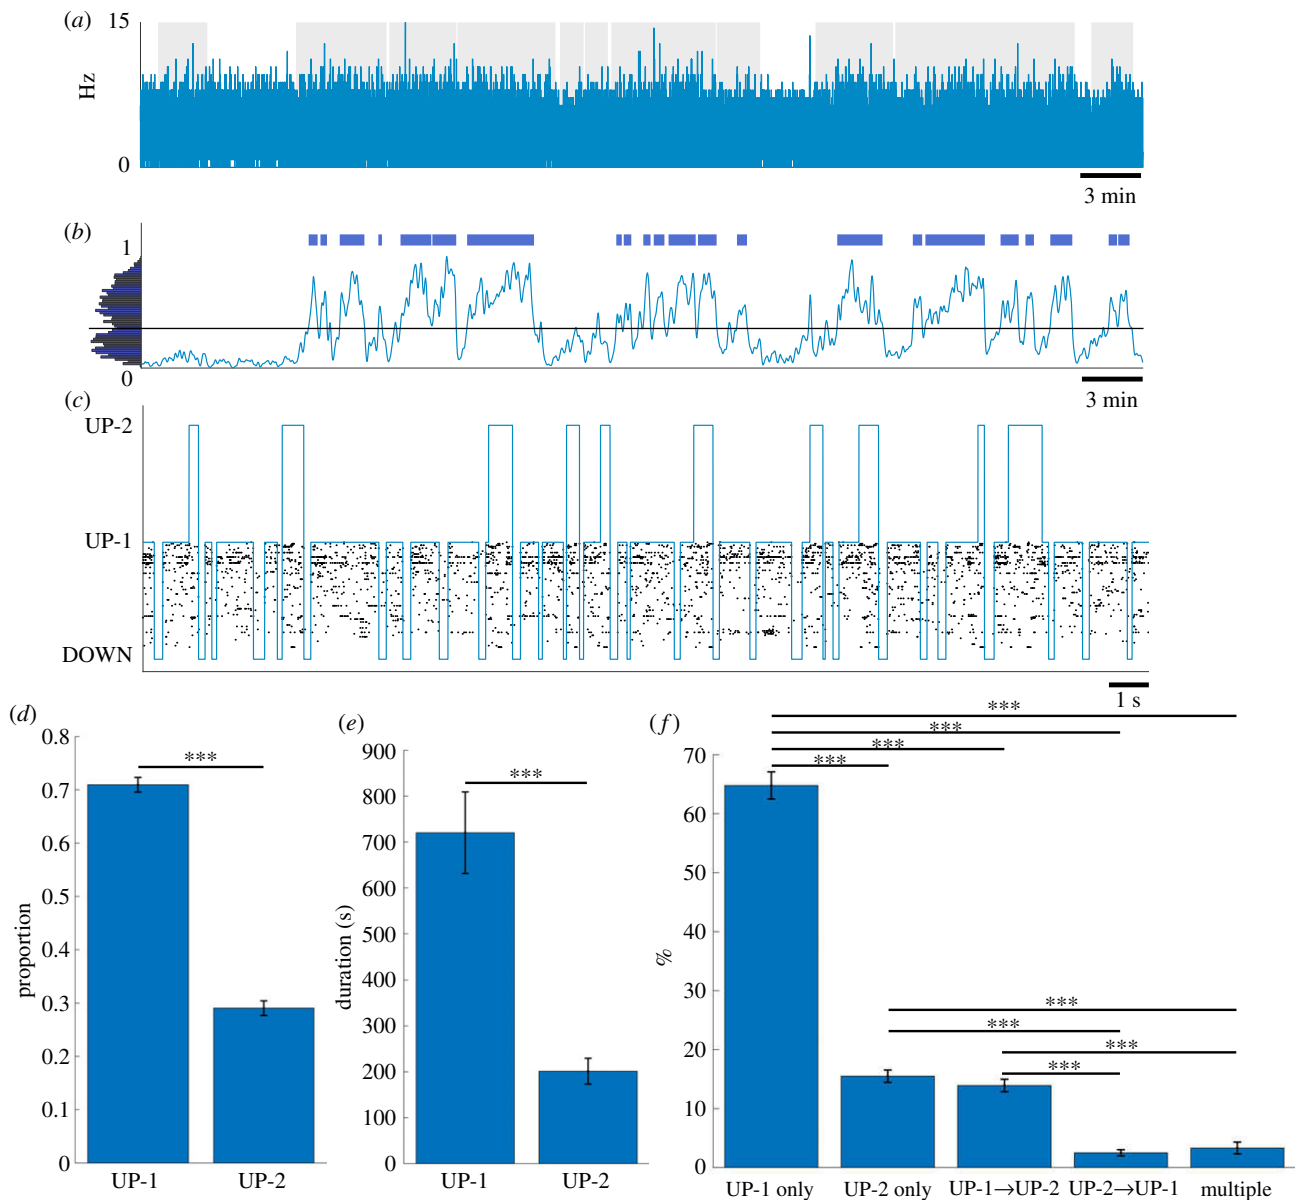 (a)
15
Hz
0
3 min
(b)
1
0
3 min
(c)
UP-2
UP-1
DOWN
1 s
(d)
0.8
0.7
0.6
0.5
0.4
0.3
0.2
0.1
0
proportion
***
UP-1 UP-2
(e)
900
800
700
600
500
400
300
200
100
0
duration (s)
***
UP-1 UP-2
(f)
70
60
50
40
30
20
10
0
%
***
***
***
***
***
***
***
***
UP-1 only UP-2 only UP-1→UP-2 UP-2→UP-1 multiple